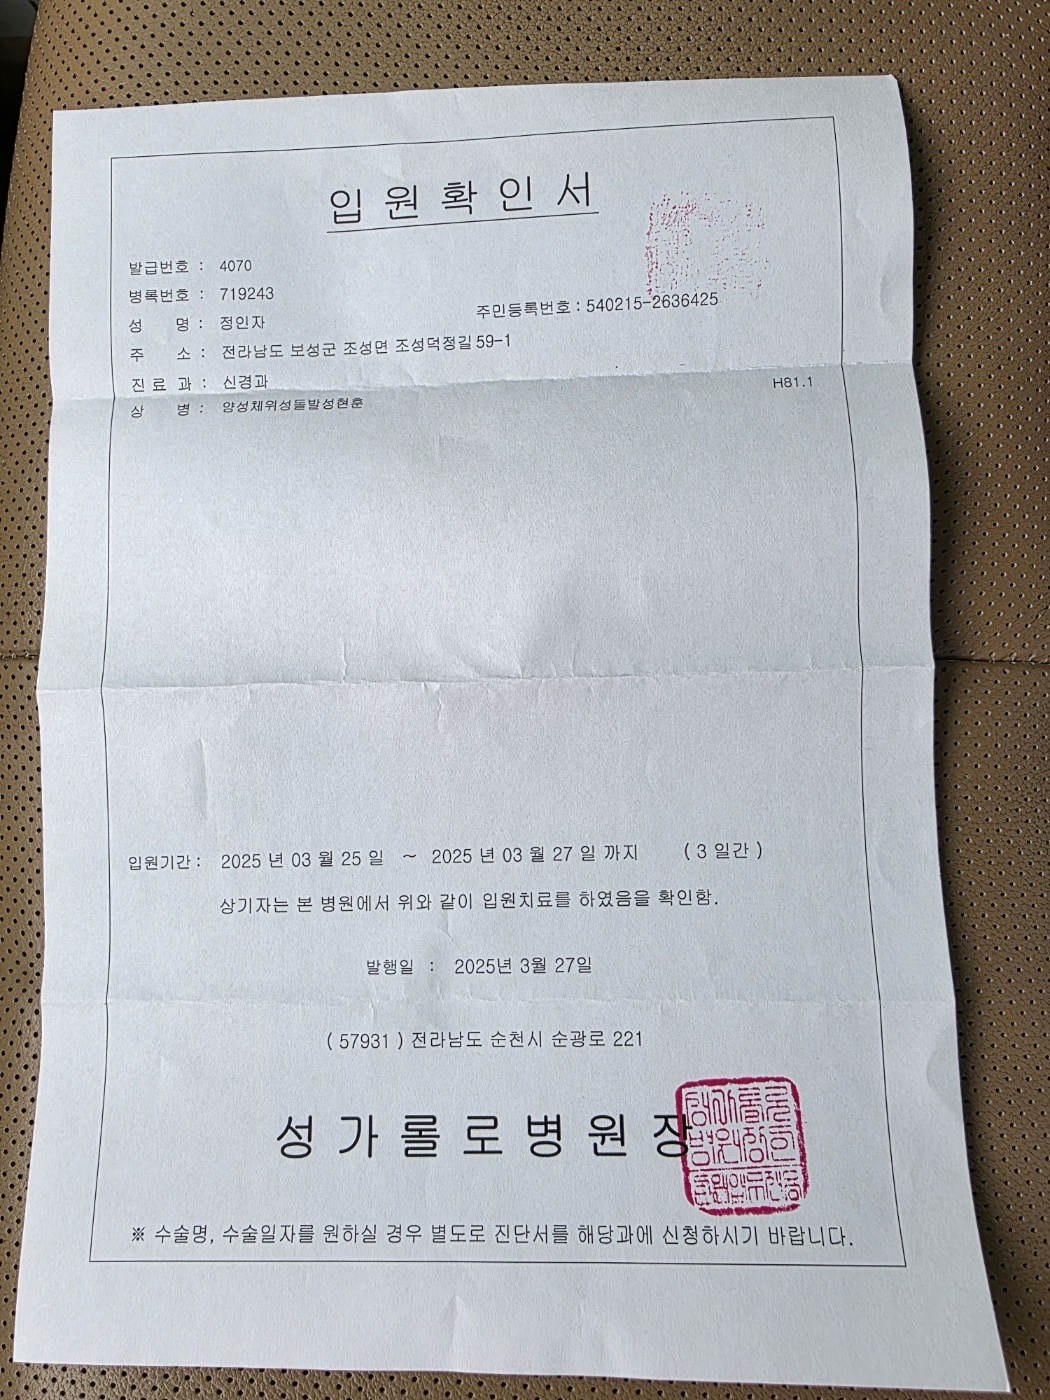 입원확인서
발급번호 : 4070
병록번호 : 719243
성 명 : 정인자 주민등록번호 : 540215-2636425
주 소 : 전라남도 보성군 조성면 조성덕정길 59-1
진 료 과 : 신경과
상 병 : 양성체위성돌발성현훈 H81.1
입원기간 : 2025 년 03 월 25 일 ~ 2025 년 03 월 27 일 까지 ( 3 일간 )
상기자는 본 병원에서 위와 같이 입원치료를 하였음을 확인함.
발행일 : 2025년 3월 27일
( 57931 ) 전라남도 순천시 순광로 221
성가롤로병원장
※ 수술명, 수술일자를 원하실 경우 별도로 진단서를 해당과에 신청하시기 바랍니다.